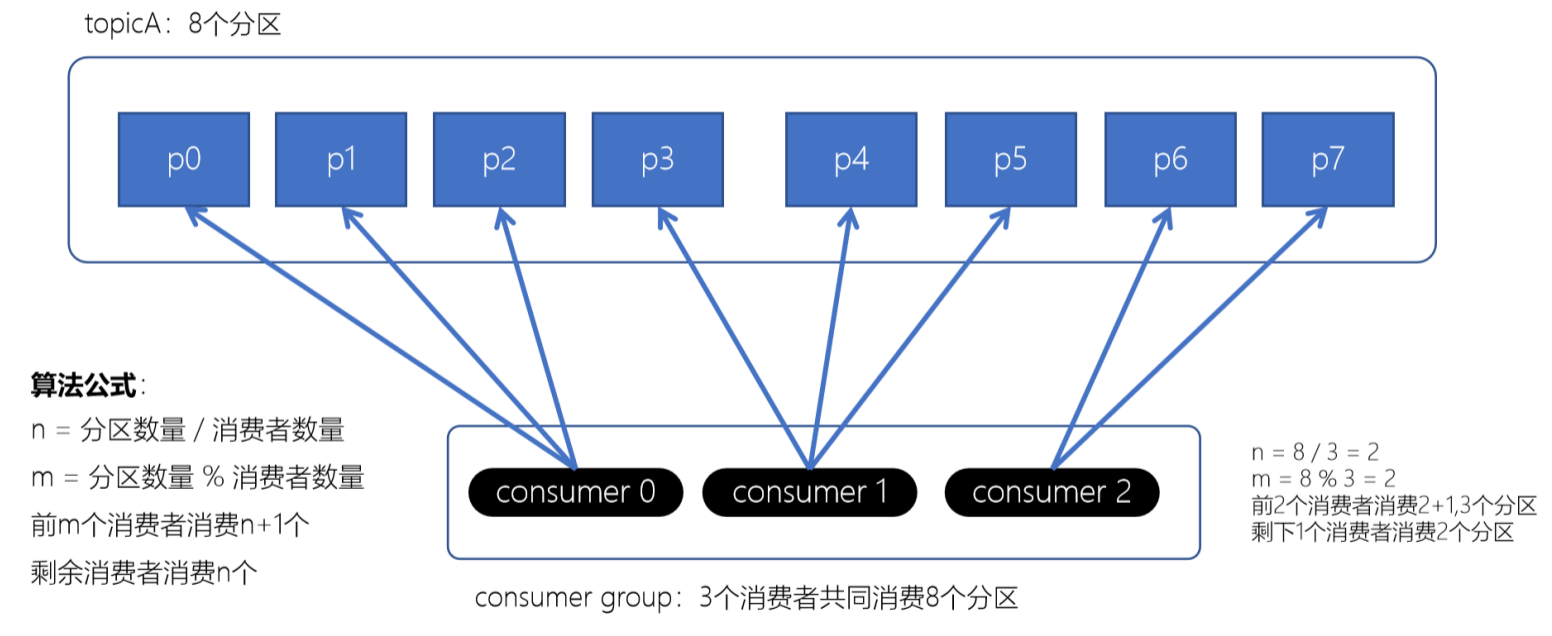 topicA：8个分区
p0
p1
p2
p3
p4
p5
p6
p7
算法公式：
n = 分区数量 / 消费者数量
m = 分区数量 % 消费者数量
前m个消费者消费n+1个
剩余消费者消费n个
consumer 0
consumer 1
consumer 2
n = 8 / 3 = 2
m = 8 % 3 = 2
前2个消费者消费2+1,3个分区
剩下1个消费者消费2个分区
consumer group：3个消费者共同消费8个分区